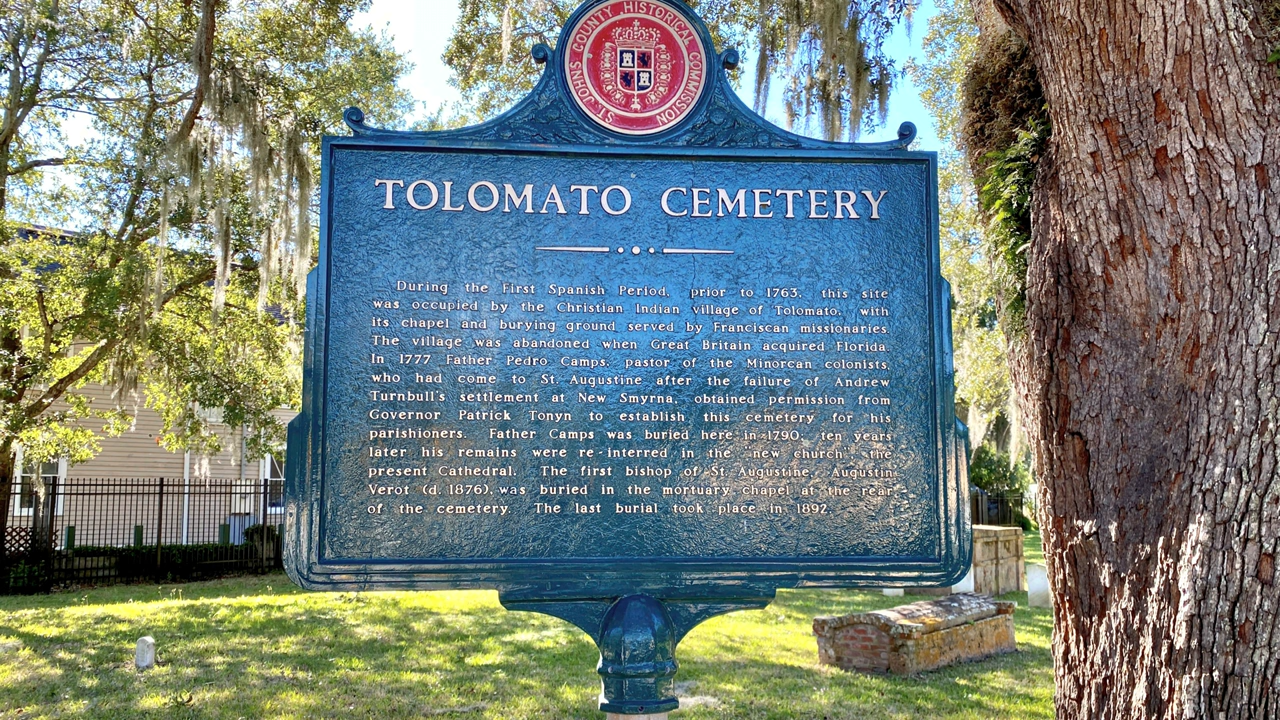 ST. JOHNS COUNTY HISTORICAL COMMISSION
TOLOMATO CEMETERY
During the First Spanish Period, prior to 1763, this site
was occupied by the Christian Indian village of Tolomato, with
its chapel and burying ground served by Franciscan missionaries.
The village was abandoned when Great Britain acquired Florida.
In 1777 Father Pedro Camps, pastor of the Minorcan colonists,
who had come to St. Augustine after the failure of Andrew
Turnbull's settlement at New Smyrna, obtained permission from
Governor Patrick Tonyn to establish this cemetery for his
parishioners. Father Camps was buried here in 1790, ten years
later his remains were re-interred in the "new church", the
present Cathedral. The first bishop of St. Augustine, Augustin
Verot (d. 1876), was buried in the mortuary chapel at the rear
of the cemetery. The last burial took place in 1892.